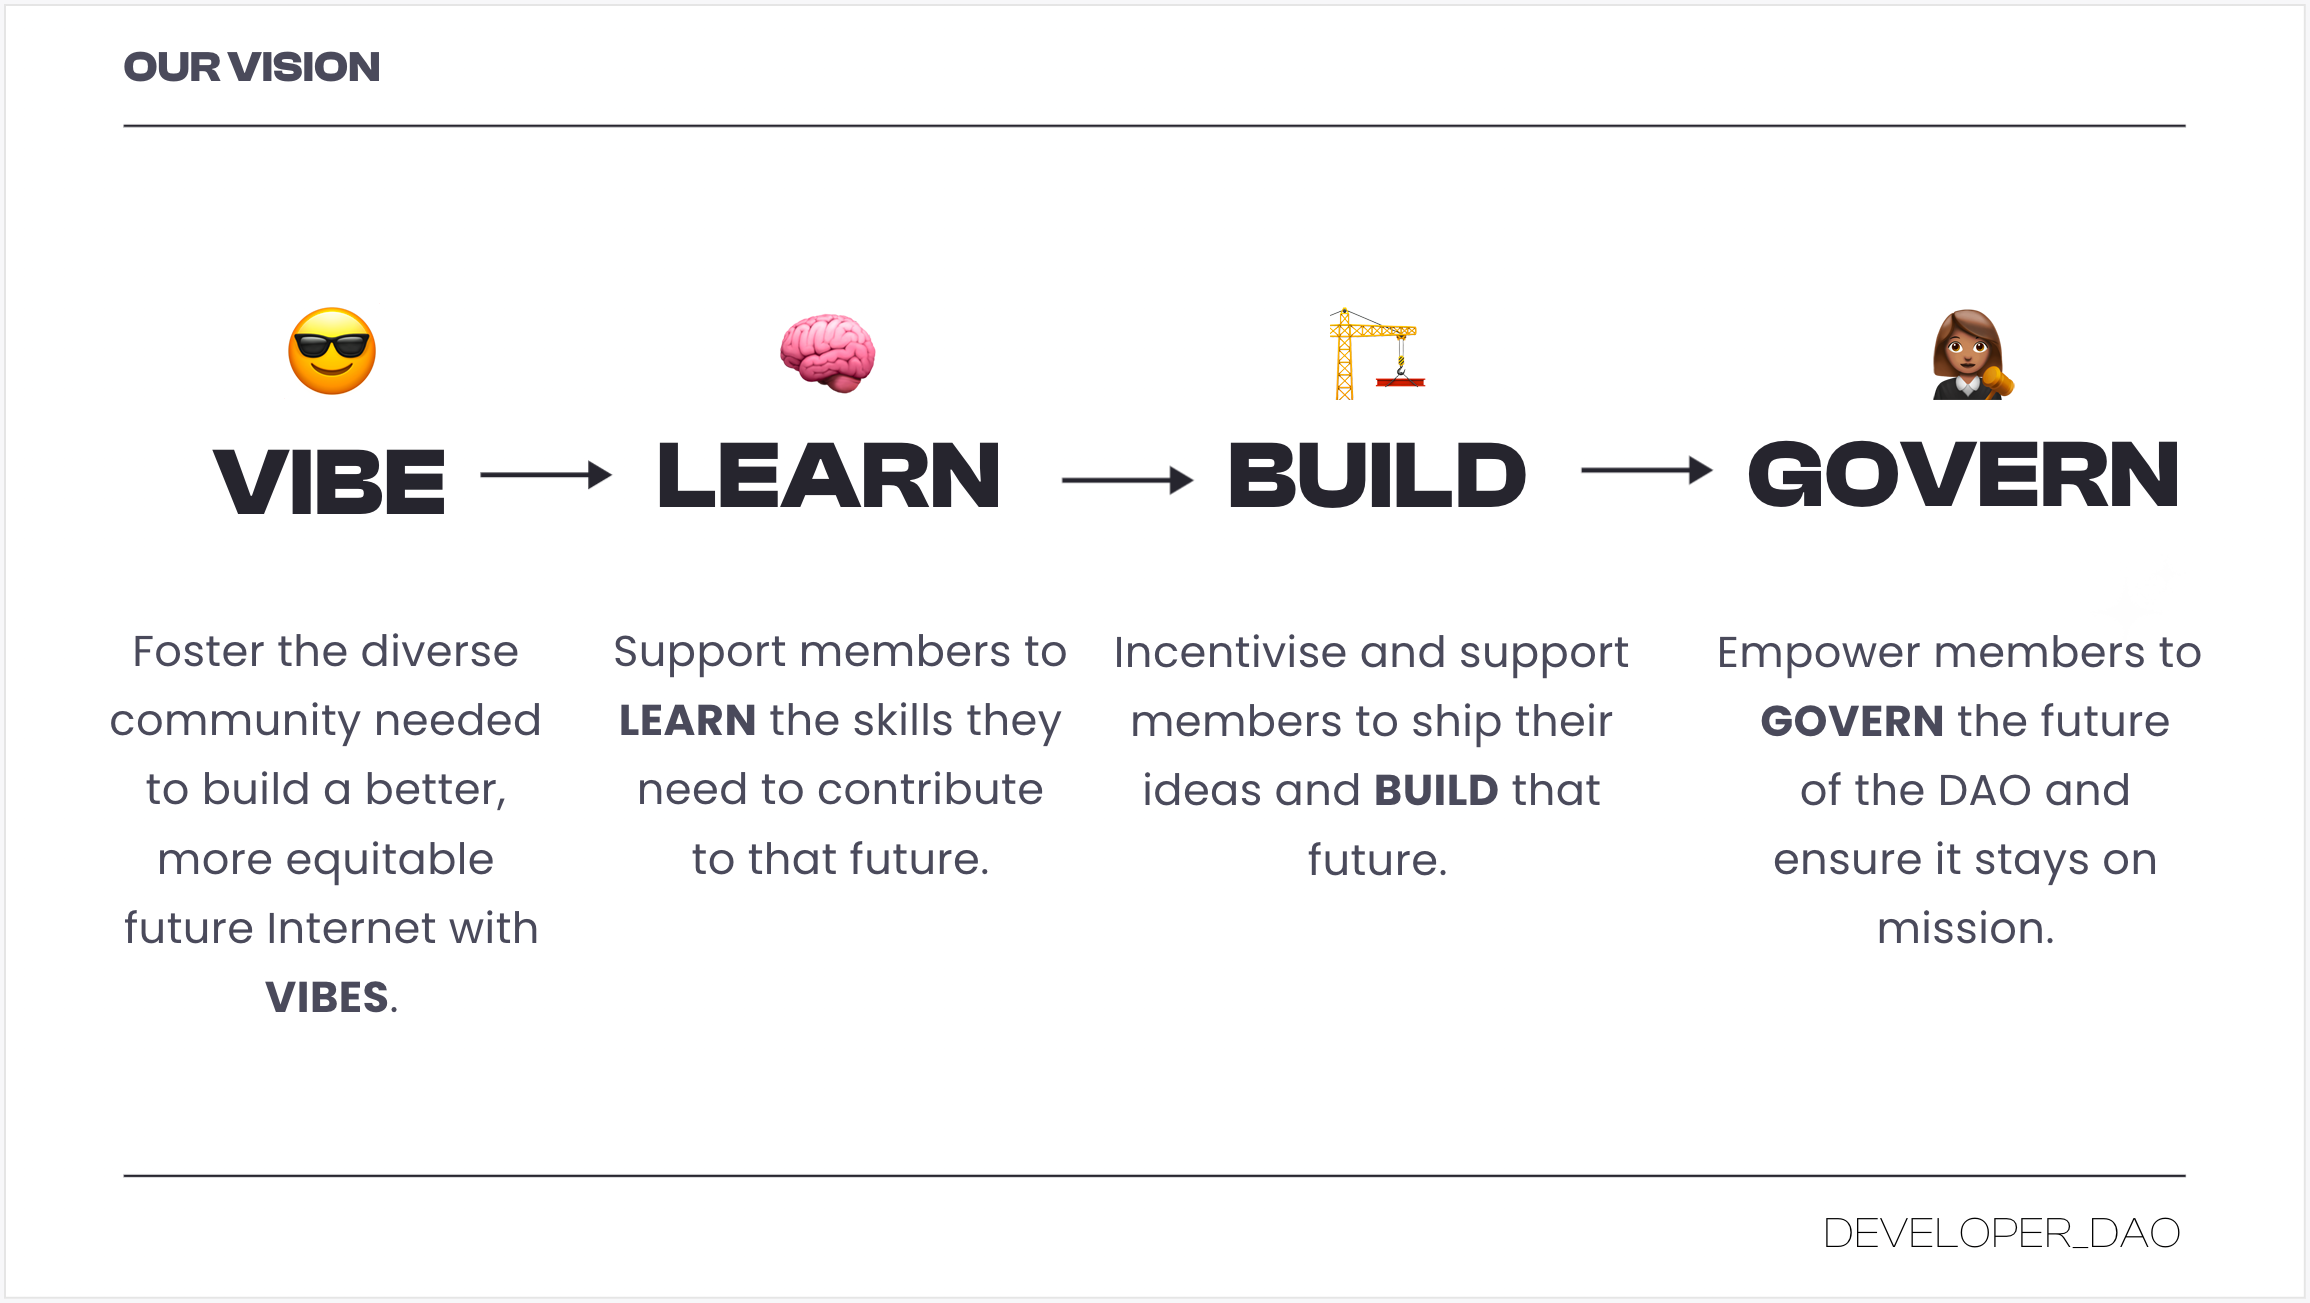 OUR VISION
VIBE
LEARN
BUILD
GOVERN
Foster the diverse
community needed
to build a better,
more equitable
future Internet with
VIBES.
Support members to
LEARN the skills they
need to contribute
to that future.
Incentivise and support
members to ship their
ideas and BUILD that
future.
Empower members to
GOVERN the future
of the DAO and
ensure it stays on
mission.
DEVELOPER_DAO